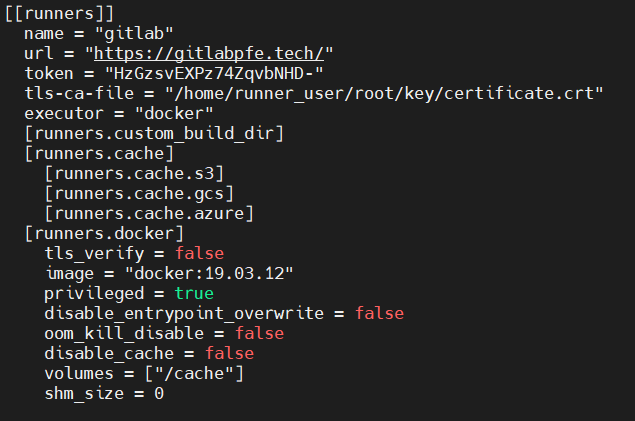 [[runners]]
name = "gitlab"
url = "https://gitlabpfe.tech/"
token = "HzGzsvEXPz74ZqvbNHD-"
tls-ca-file = "/home/runner_user/root/key/certificate.crt"
executor = "docker"
[runners.custom_build_dir]
[runners.cache]
[runners.cache.s3]
[runners.cache.gcs]
[runners.cache.azure]
[runners.docker]
tls_verify = false
image = "docker:19.03.12"
privileged = true
disable_entrypoint_overwrite = false
oom_kill_disable = false
disable_cache = false
volumes = ["/cache"]
shm_size = 0